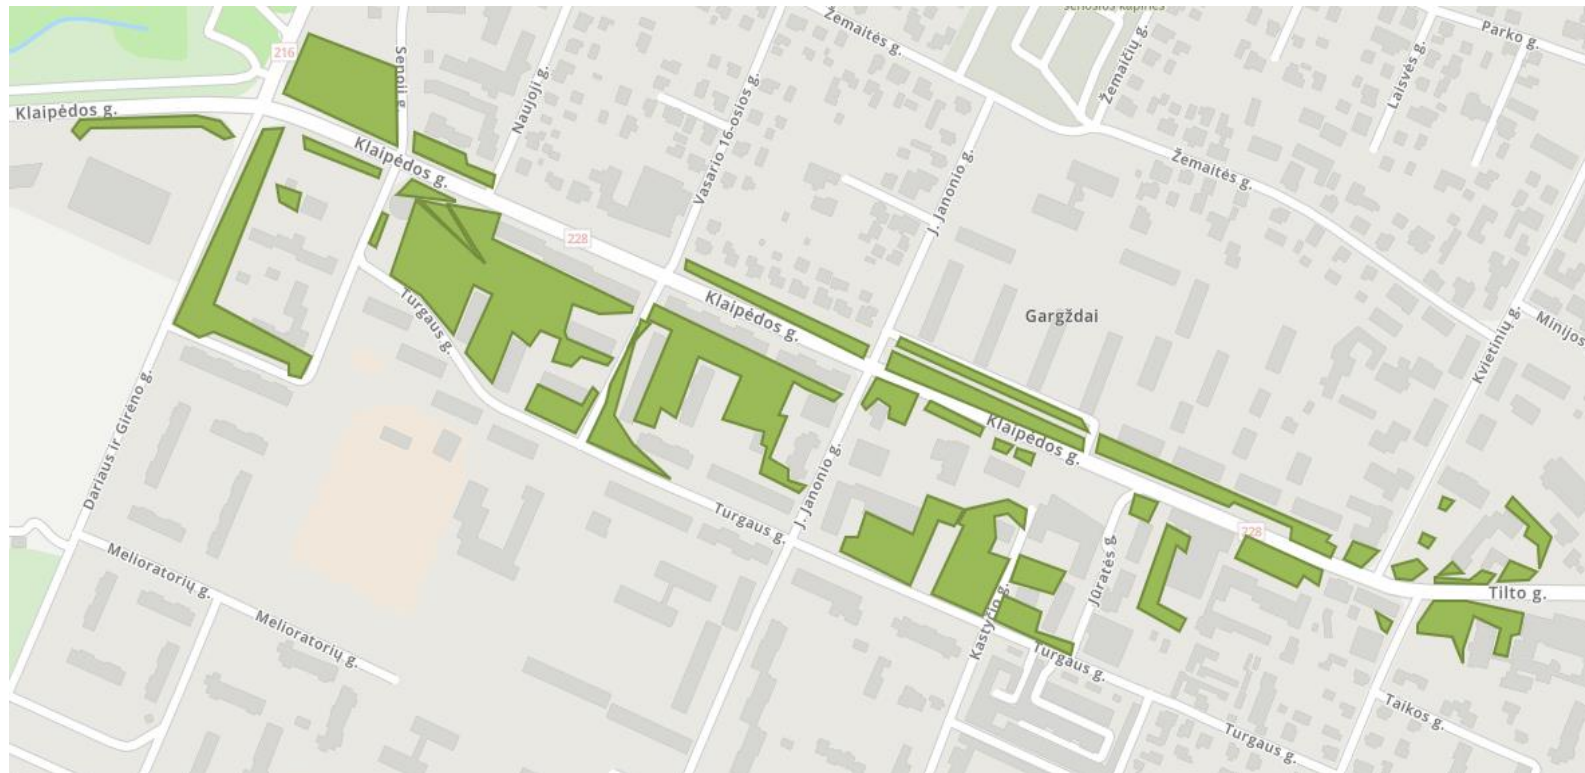 senosios kapinės
Žemaitės g.
Parko g.
216
Senoji g.
Žemaičių g.
Laisvės g.
Naujoji g.
Klaipėdos g.
Vasario 16-osios g.
Klaipėdos g.
Žemaitės g.
J. Janonio g.
228
Turgaus g.
Klaipėdos g.
Gargždai
Minijos
Kvietinių g.
Dariaus ir Girėno g.
Klaipėdos g.
J. Janonio g.
Turgaus g.
228
Melioratorių g.
Jūratės g.
Tilto g.
Kastyčio g.
Melioratorių g.
Turgaus g.
Taikos g.
Turgaus g.